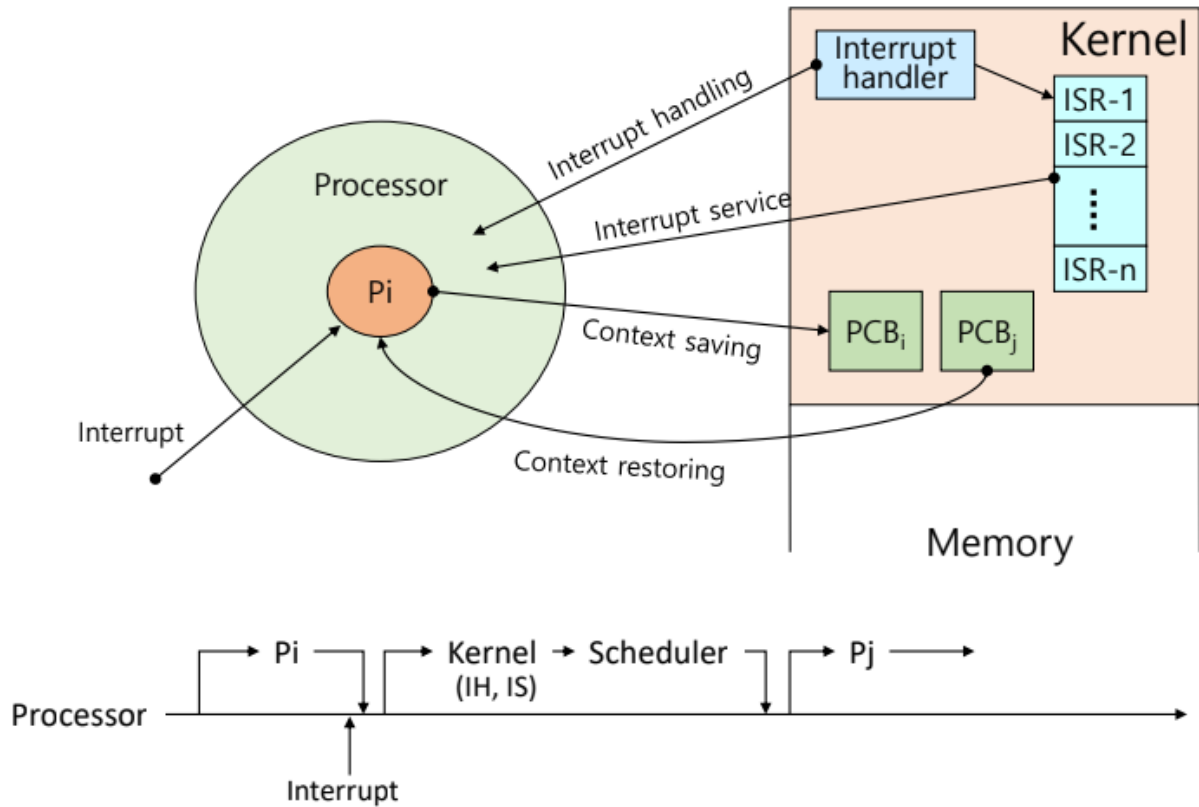 Kernel
Interrupt
handler
ISR-1
ISR-2
ISR-n
Interrupt handling
Processor
Interrupt service
Pi
PCBi
PCBj
Context saving
Interrupt
Context restoring
Memory
Pi
Kernel
(IH, IS)
Scheduler
Pj
Processor
Interrupt